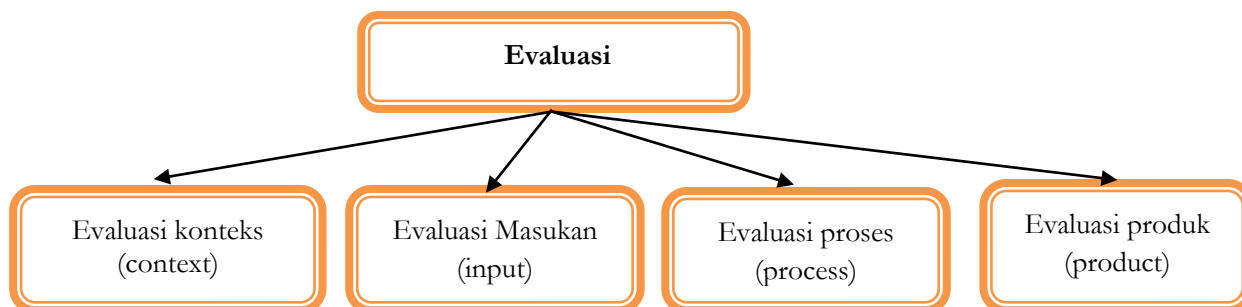 Evaluasi
Evaluasi konteks
(context)
Evaluasi Masukan
(input)
Evaluasi proses
(process)
Evaluasi produk
(product)